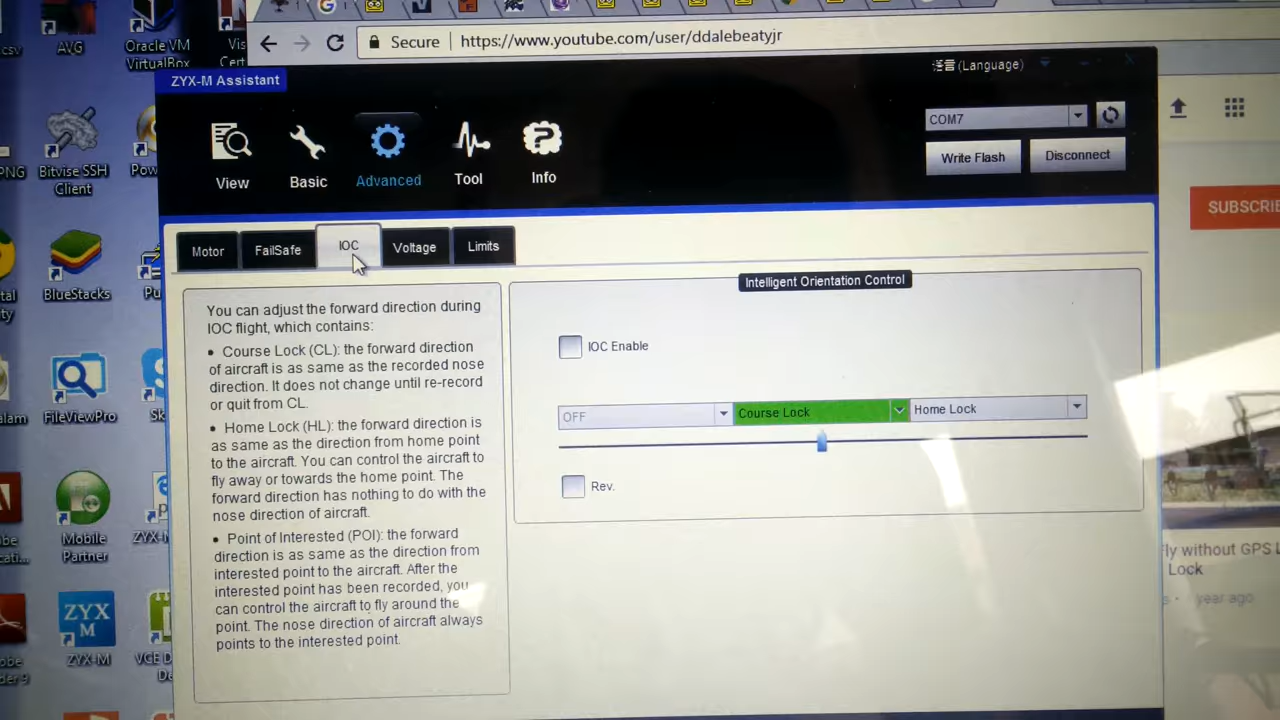 Secure https://www.youtube.com/user/ddalebeatyjr
csv
AVG
Oracle VM
VirtualBox
ZYX-M Assistant
(Language)
COM7
Write Flash
Disconnect
View
Basic
Advanced
Tool
Info
PNG
Bitvise SSH
Client
SUBSCRIBE
Motor
FailSafe
IOC
Voltage
Limits
BlueStacks
Intelligent Orientation Control
You can adjust the forward direction during
IOC flight, which contains:
• Course Lock (CL): the forward direction
of aircraft is as same as the recorded nose
direction. It does not change until re-record
or quit from CL.
• Home Lock (HL): the forward direction is
as same as the direction from home point
to the aircraft. You can control the aircraft to
fly away or towards the home point. The
forward direction has nothing to do with the
nose direction of aircraft.
• Point of Interested (POI): the forward
direction is as same as the direction from
interested point to the aircraft. After the
interested point has been recorded, you
can control the aircraft to fly around the
point. The nose direction of aircraft always
points to the interested point.
IOC Enable
OFF
Course Lock
Home Lock
Rev.
FileViewPro
Mobile
Partner
ly without GPS L
Lock
year ago
ZYX
M
ZYX-M
VCE D